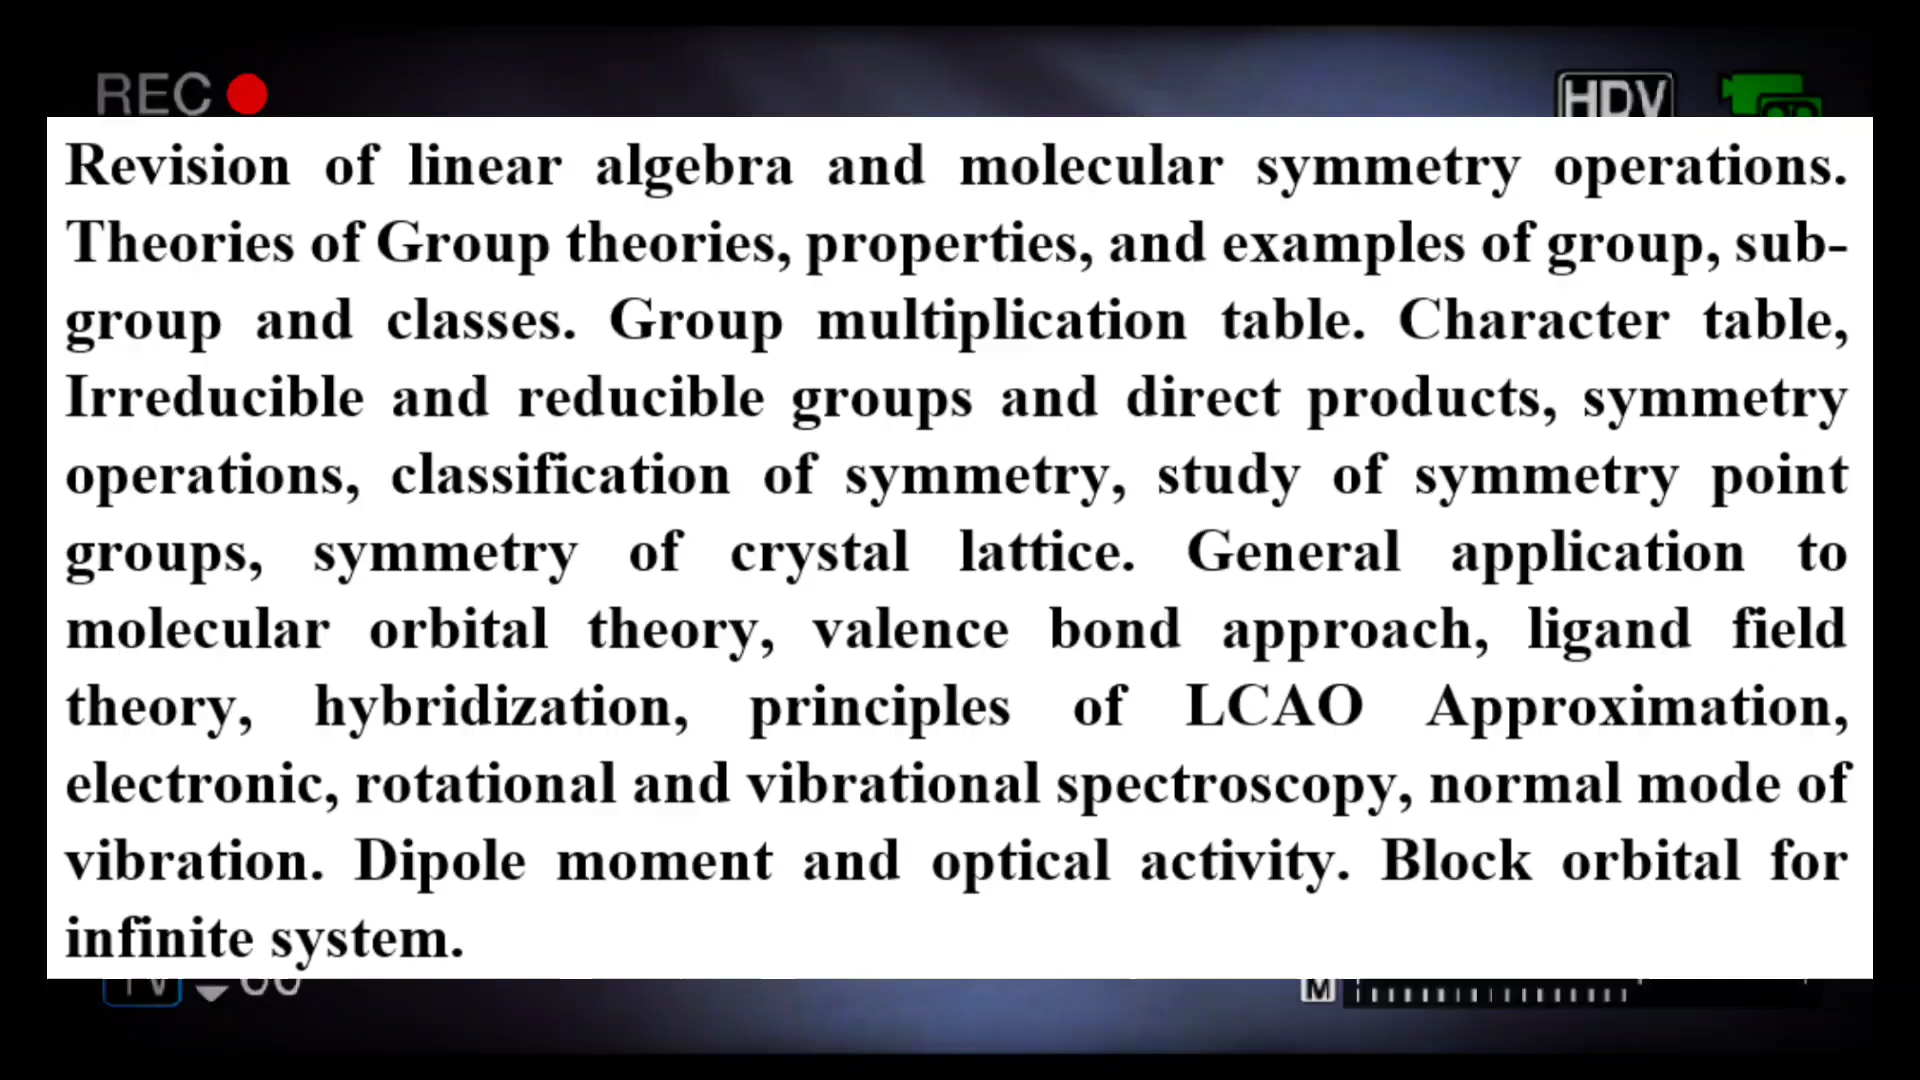 REC
HDV
Revision of linear algebra and molecular symmetry operations.
Theories of Group theories, properties, and examples of group, sub-
group and classes. Group multiplication table. Character table,
Irreducible and reducible groups and direct products, symmetry
operations, classification of symmetry, study of symmetry point
groups, symmetry of crystal lattice. General application to
molecular orbital theory, valence bond approach, ligand field
theory, hybridization, principles of LCAO Approximation,
electronic, rotational and vibrational spectroscopy, normal mode of
vibration. Dipole moment and optical activity. Block orbital for
infinite system.
TV
M